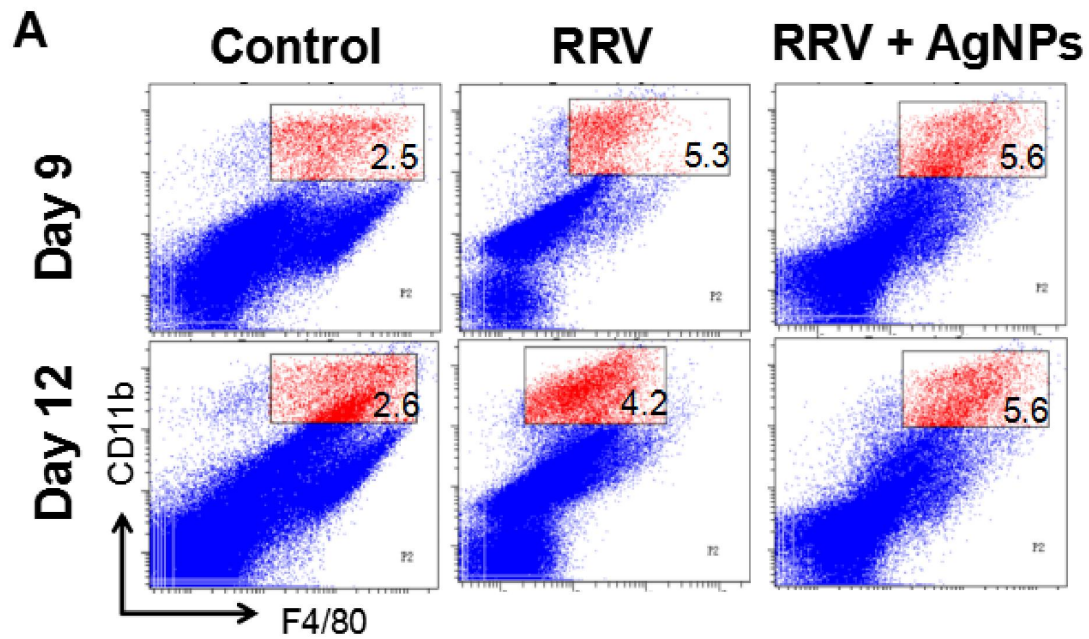 A
Control RRV RRV + AgNPs
Day 9
2.5 5.3 5.6
P2 P2 P2
Day 12
2.6 4.2 5.6
CD11b
P2 P2 P2
F4/80